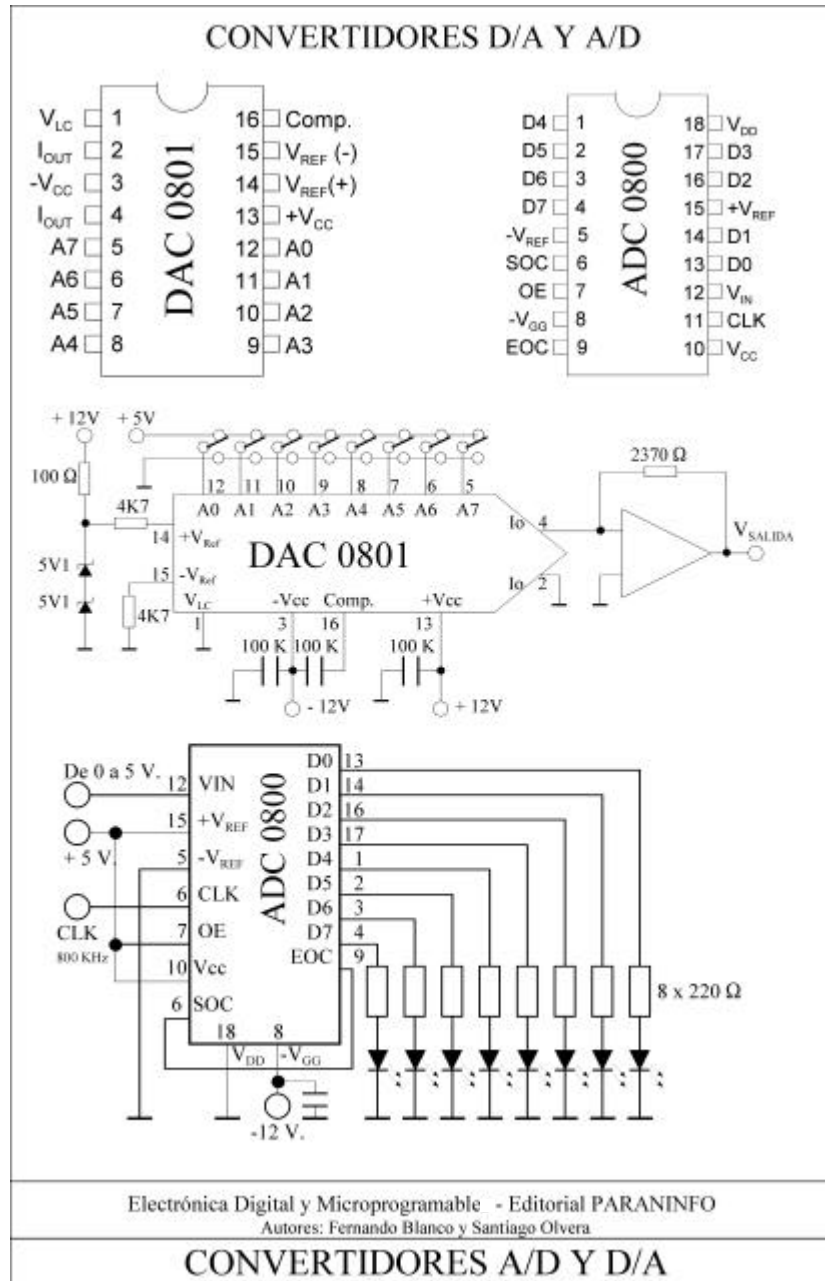 CONVERTIDORES D/A Y A/D
V_LC 1 16 Comp.
I_OUT 2 15 V_REF (-)
-V_CC 3 14 V_REF(+)
I_OUT 4 13 +V_CC
A7 5 12 A0
A6 6 11 A1
A5 7 10 A2
A4 8 9 A3
DAC 0801
D4 1 18 V_DD
D5 2 17 D3
D6 3 16 D2
D7 4 15 +V_REF
-V_REF 5 14 D1
SOC 6 13 D0
OE 7 12 V_IN
-V_GG 8 11 CLK
EOC 9 10 V_CC
ADC 0800
+ 12V + 5V
100 Ω
12 11 10 9 8 7 6 5
A0 A1 A2 A3 A4 A5 A6 A7
4K7
14 +V_Ref
DAC 0801
Io 4
2370 Ω
V_SALIDA
5V1
15 -V_Ref
Io 2
5V1
4K7
V_LC -Vcc Comp. +Vcc
1 3 16 13
100 K 100 K 100 K
- 12V + 12V
De 0 a 5 V.
12 VIN
15 +V_REF
+ 5 V.
5 -V_REF
6 CLK
CLK
800 KHz
7 OE
10 Vcc
6 SOC
18 8
V_DD -V_GG
-12 V.
ADC 0800
D0 13
D1 14
D2 16
D3 17
D4 1
D5 2
D6 3
D7 4
EOC 9
8 x 220 Ω
Electrónica Digital y Microprogramable - Editorial PARANINFO
Autores: Fernando Blanco y Santiago Olvera
CONVERTIDORES A/D Y D/A